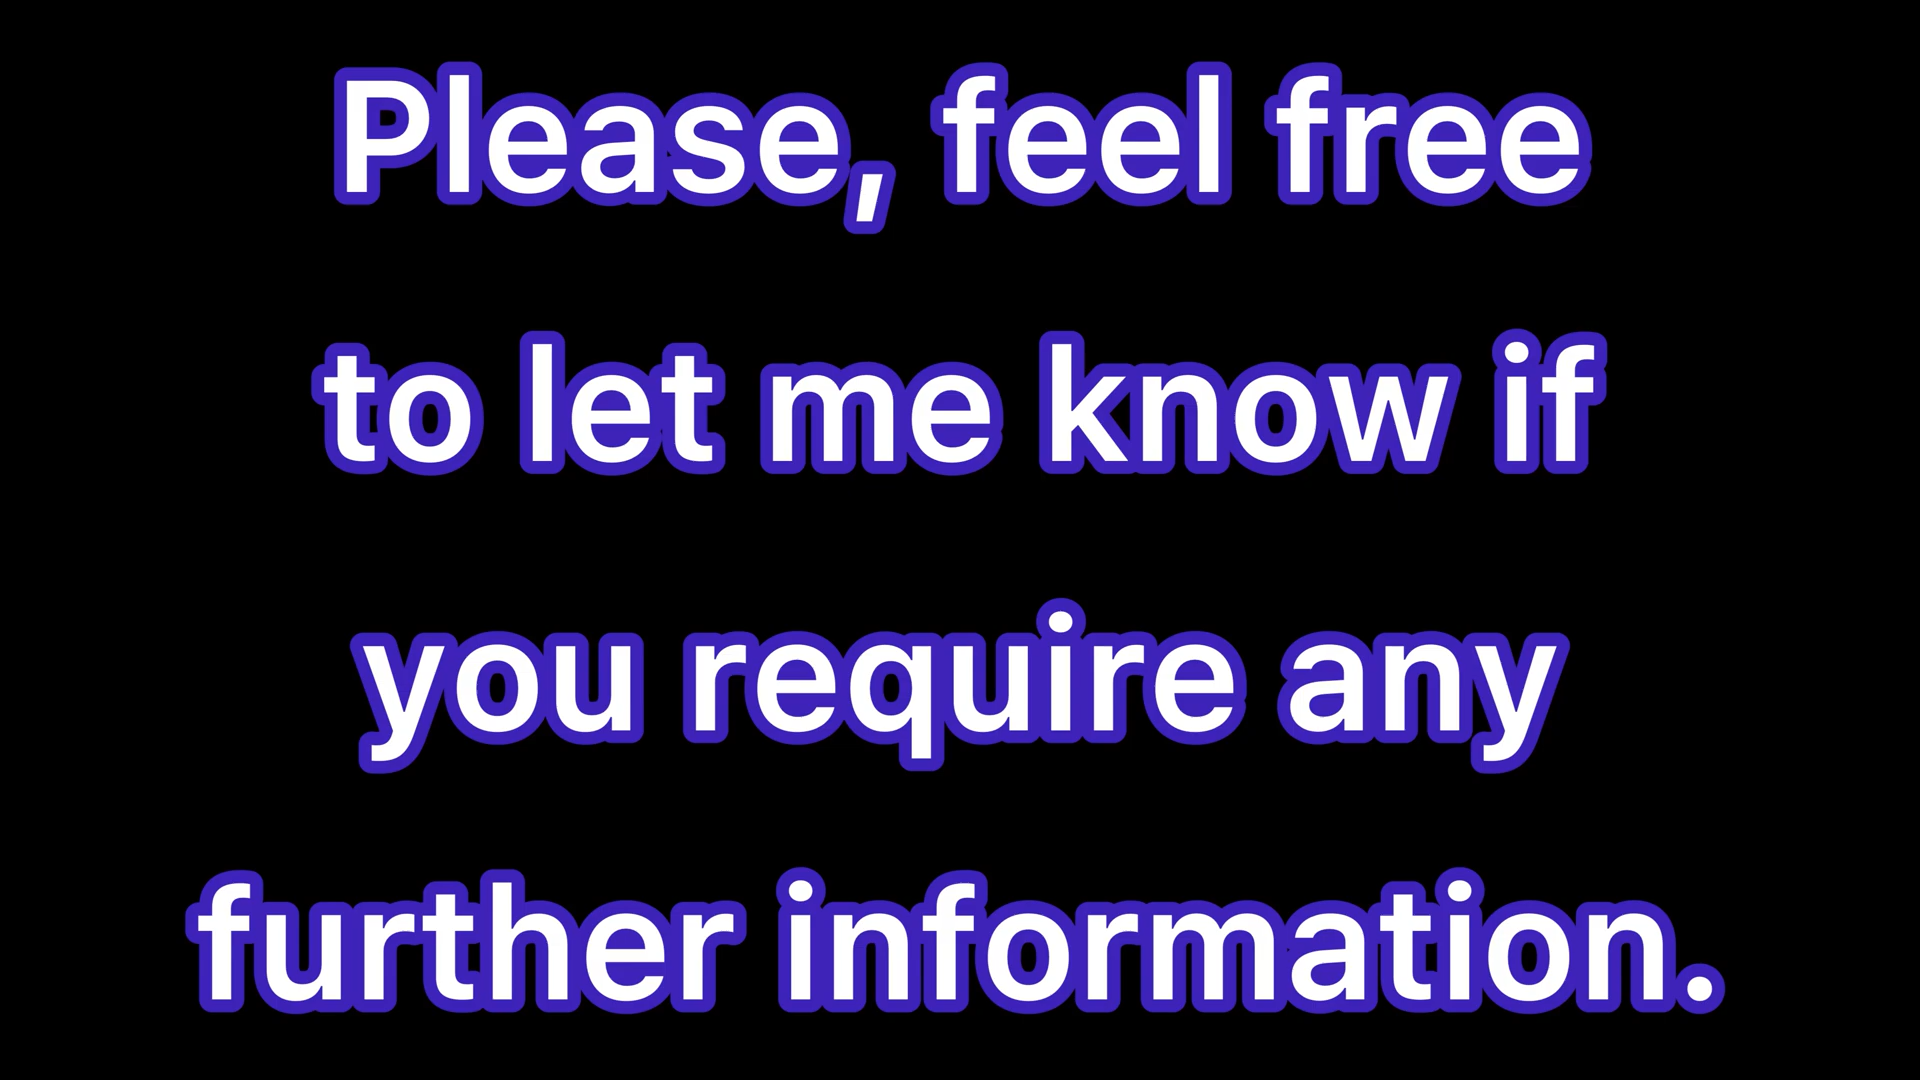 Please, feel free
to let me know if
you require any
further information.